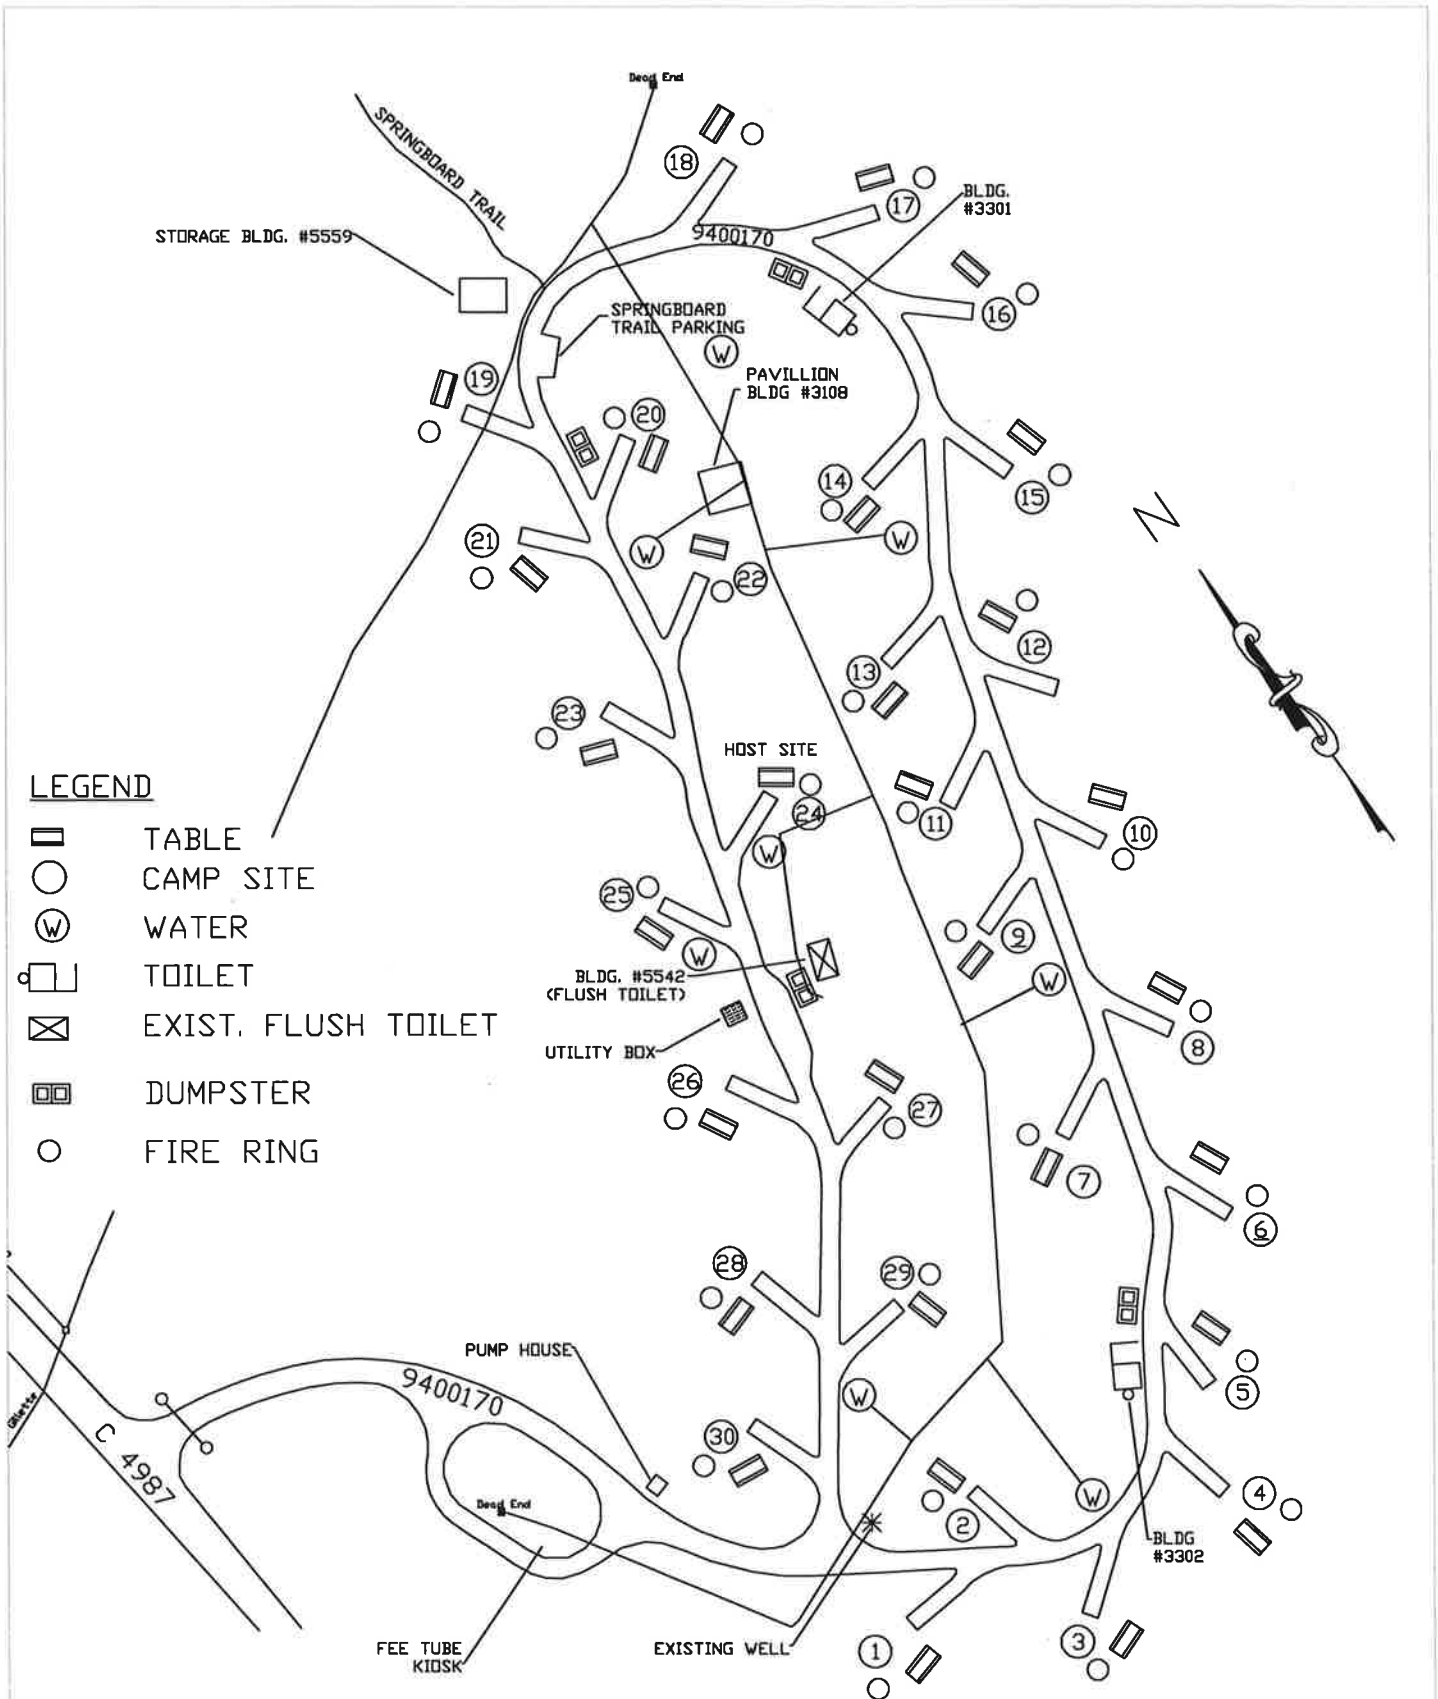 Dead End
SPRINGBOARD TRAIL
18
17
BLDG.
#3301
STORAGE BLDG. #5559
9400170
16
SPRINGBOARD
TRAIL PARKING
W
PAVILLION
BLDG #3108
19
20
14
15
N
21
W
W
22
12
13
23
HOST SITE
24
11
10
W
LEGEND
TABLE
CAMP SITE
W WATER
TOILET
EXIST. FLUSH TOILET
DUMPSTER
FIRE RING
25
9
W
W
BLDG. #5542
(FLUSH TOILET)
UTILITY BOX
8
26
27
7
6
28
29
PUMP HOUSE
5
9400170
W
Gillette
C 4987
30
4
W
2
Dead End
BLDG
#3302
FEE TUBE
KIOSK
EXISTING WELL
1
3